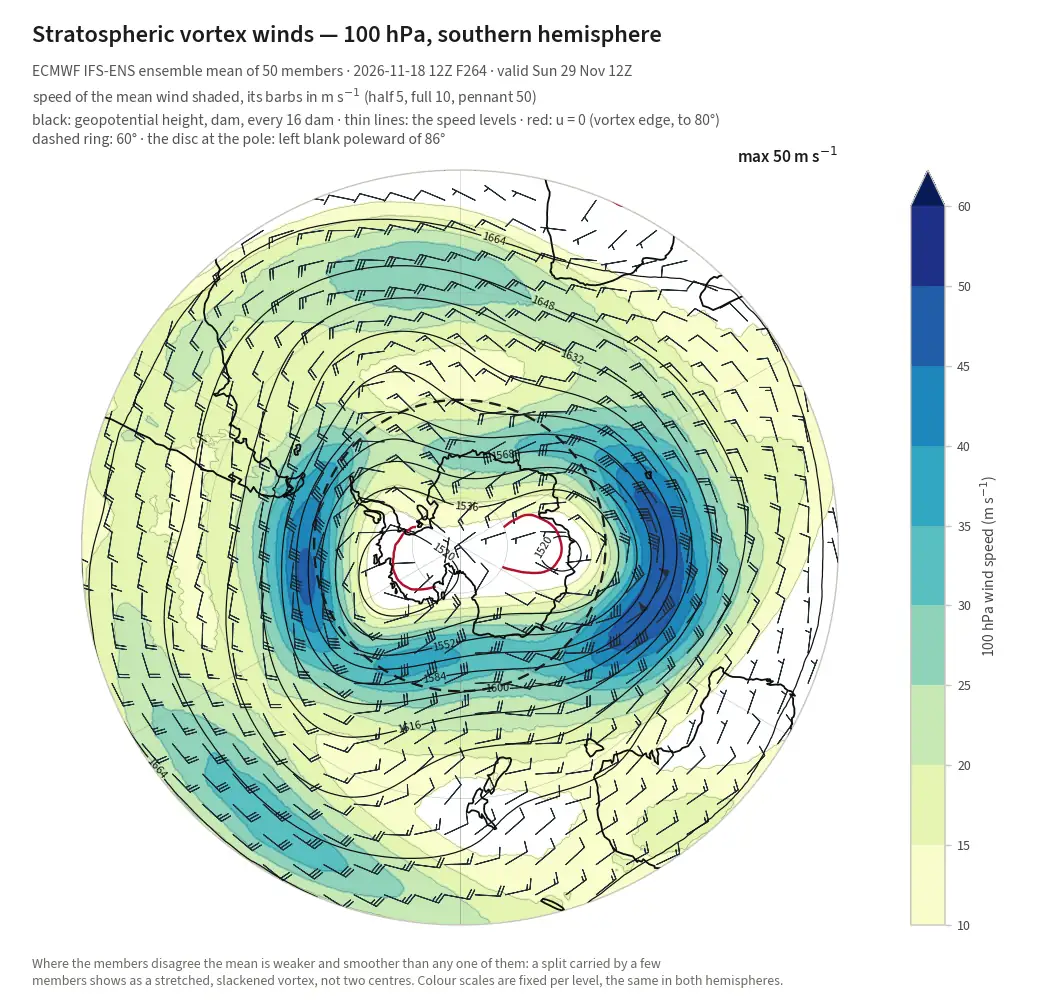 Stratospheric vortex winds — 100 hPa, southern hemisphere
ECMWF IFS-ENS ensemble mean of 50 members · 2026-11-18 12Z F264 · valid Sun 29 Nov 12Z
speed of the mean wind shaded, its barbs in m s⁻¹ (half 5, full 10, pennant 50)
black: geopotential height, dam, every 16 dam · thin lines: the speed levels · red: u = 0 (vortex edge, to 80°)
dashed ring: 60° · the disc at the pole: left blank poleward of 86°
max 50 m s⁻¹
1664
1648
1632
1568
1536
1520
1520
1552
1584
1600
1616
1664
60
50
45
40
35
30
25
20
15
10
100 hPa wind speed (m s⁻¹)
Where the members disagree the mean is weaker and smoother than any one of them: a split carried by a few
members shows as a stretched, slackened vortex, not two centres. Colour scales are fixed per level, the same in both hemispheres.